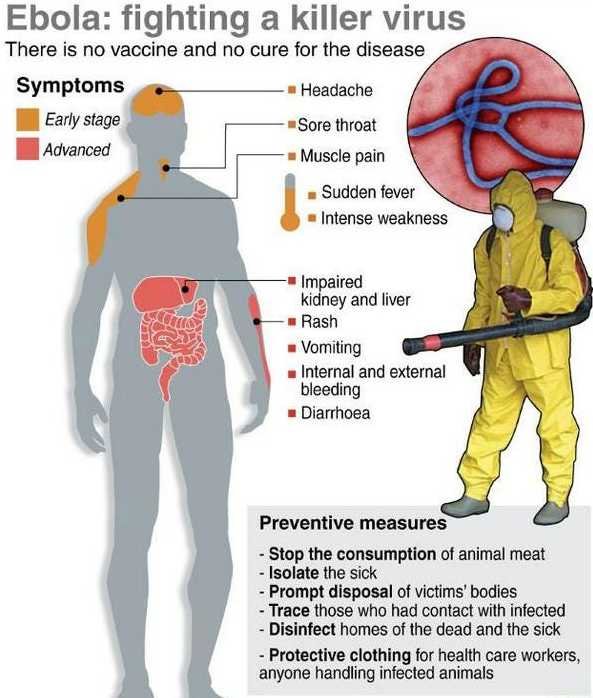 Ebola: fighting a killer virus
There is no vaccine and no cure for the disease
Symptoms
Early stage
Advanced
Headache
Sore throat
Muscle pain
Sudden fever
Intense weakness
Impaired
kidney and liver
Rash
Vomiting
Internal and external
bleeding
Diarrhoea
Preventive measures
- Stop the consumption of animal meat
- Isolate the sick
- Prompt disposal of victims' bodies
- Trace those who had contact with infected
- Disinfect homes of the dead and the sick
- Protective clothing for health care workers,
anyone handling infected animals